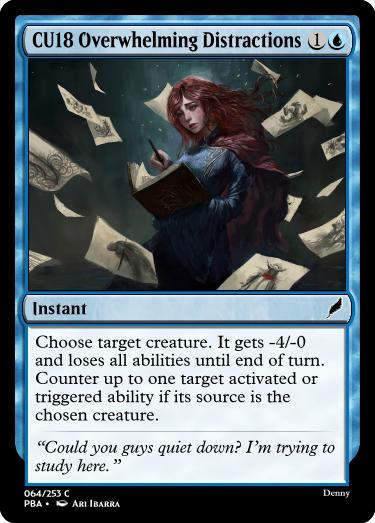 CU18 Overwhelming Distractions 1
Instant
Choose target creature. It gets -4/-0
and loses all abilities until end of turn.
Counter up to one target activated or
triggered ability if its source is the
chosen creature.
“Could you guys quiet down? I’m trying to
study here.”
064/253 C Denny
PBA • Ari Ibarra